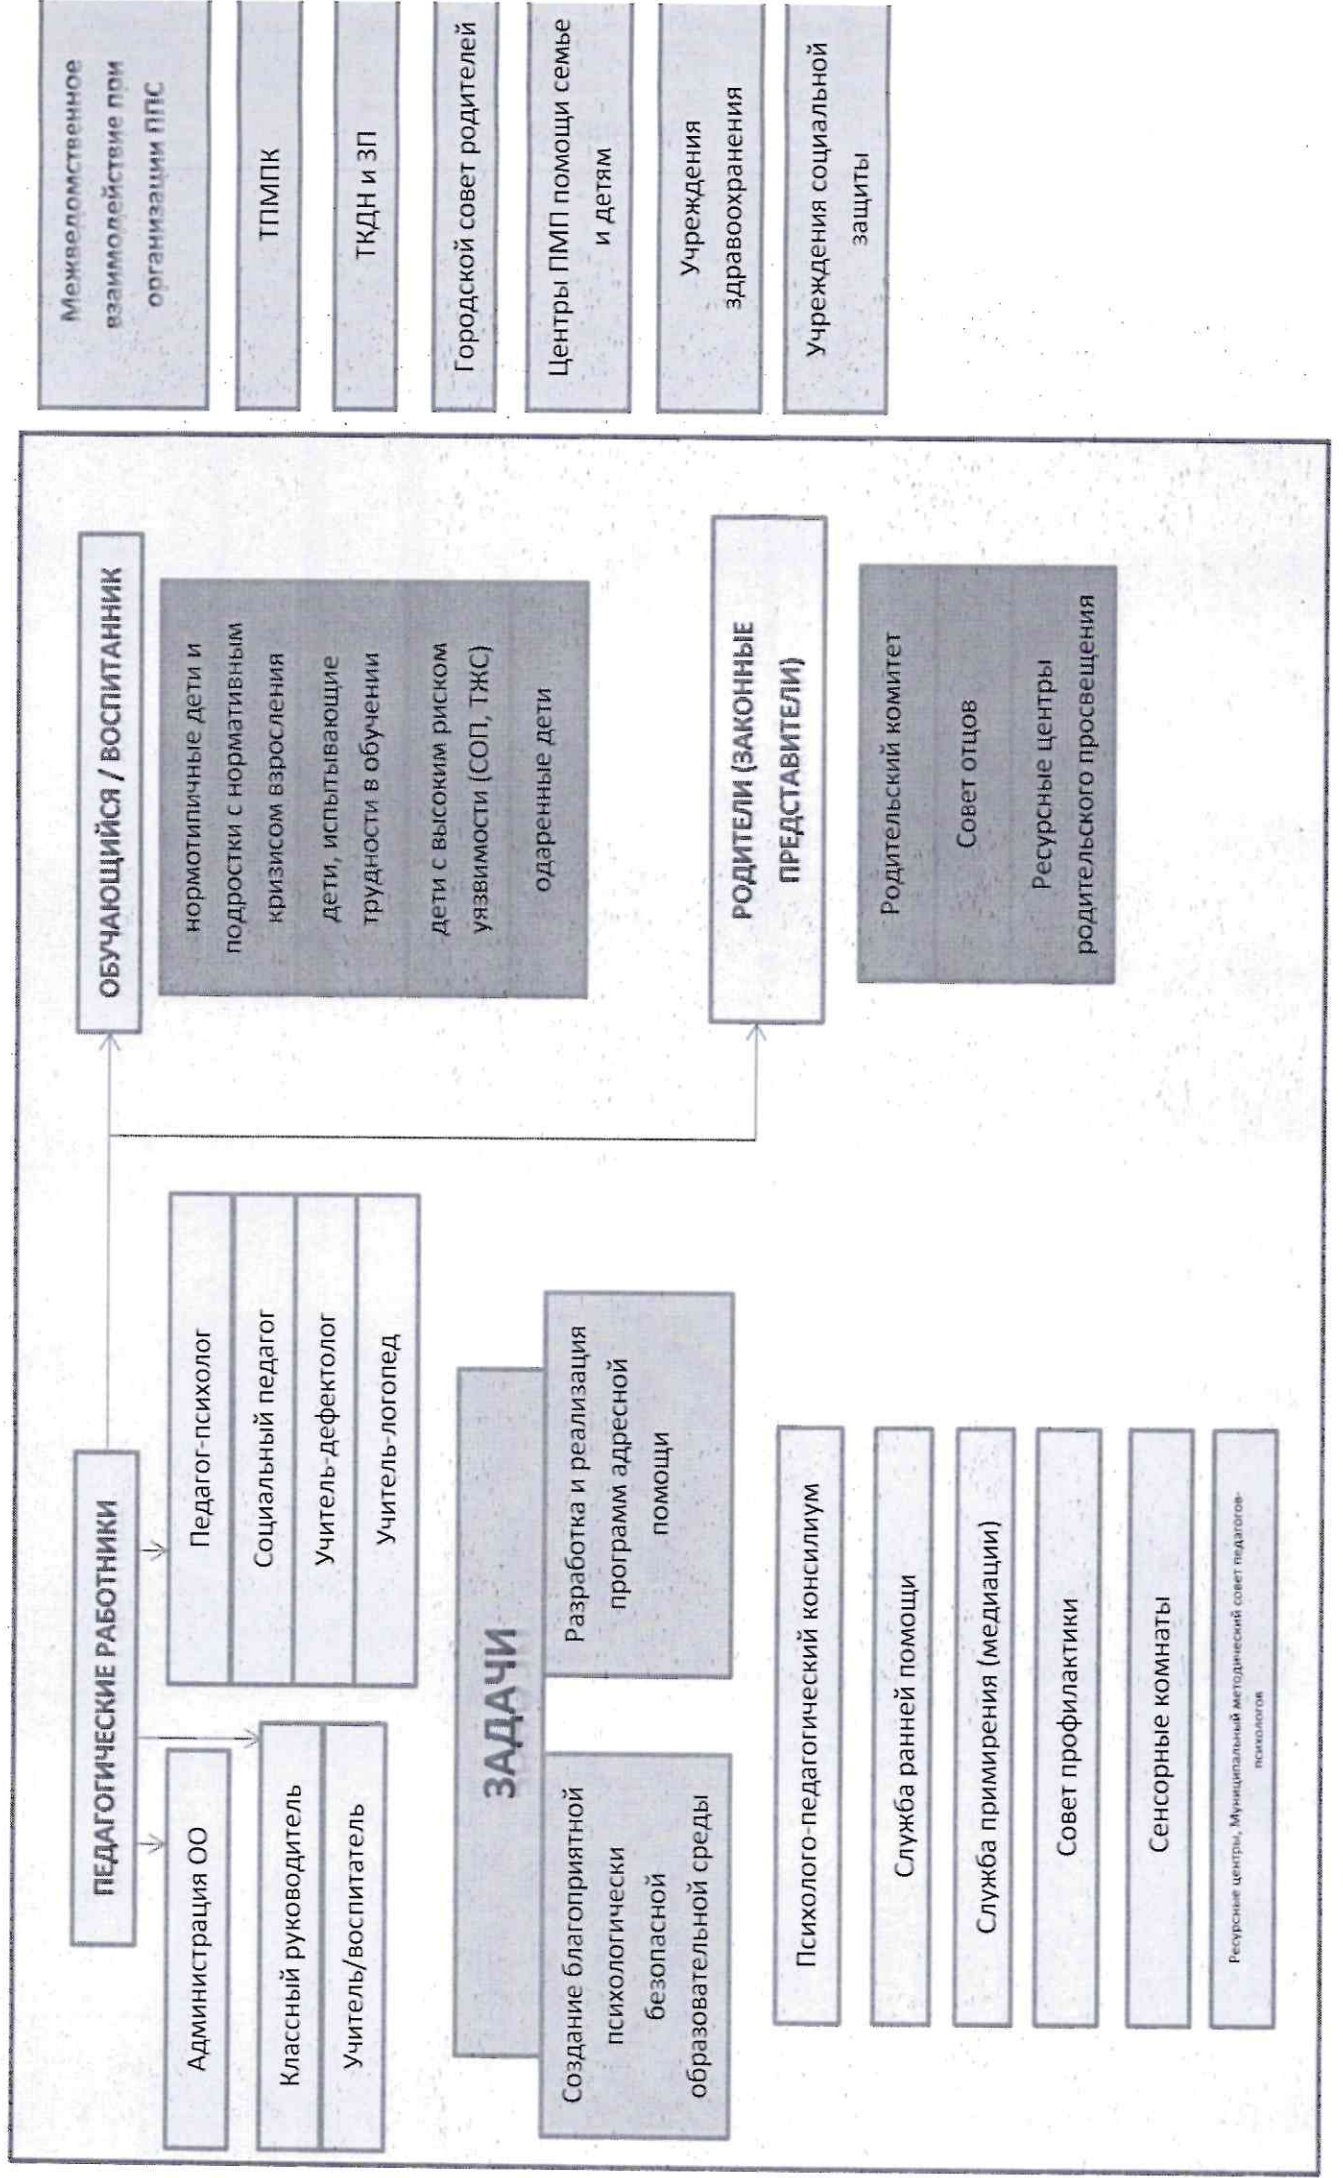 ПЕДАГОГИЧЕСКИЕ РАБОТНИКИ
Администрация ОО
Классный руководитель
Учитель/воспитатель
Педагог-психолог
Социальный педагог
Учитель-дефектолог
Учитель-логопед
ЗАДАЧИ
Создание благоприятной
психологически
безопасной
образовательной среды
Разработка и реализация
программ адресной
помощи
Психолого-педагогический консилиум
Служба ранней помощи
Служба примирения (медиации)
Совет профилактики
Сенсорные комнаты
Ресурсные центры, Муниципальный методический совет педагогов-
психологов
ОБУЧАЮЩИЙСЯ / ВОСПИТАННИК
нормотипичные дети и
подростки с нормативным
кризисом взросления
дети, испытывающие
трудности в обучении
дети с высоким риском
уязвимости (СОП, ТЖС)
одаренные дети
РОДИТЕЛИ (ЗАКОННЫЕ
ПРЕДСТАВИТЕЛИ)
Родительский комитет
Совет отцов
Ресурсные центры
родительского просвещения
Межведомственное
взаимодействие при
организации ППС
ТПМПК
ТКДН и ЗП
Городской совет родителей
Центры ПМП помощи семье
и детям
Учреждения
здравоохранения
Учреждения социальной
защиты